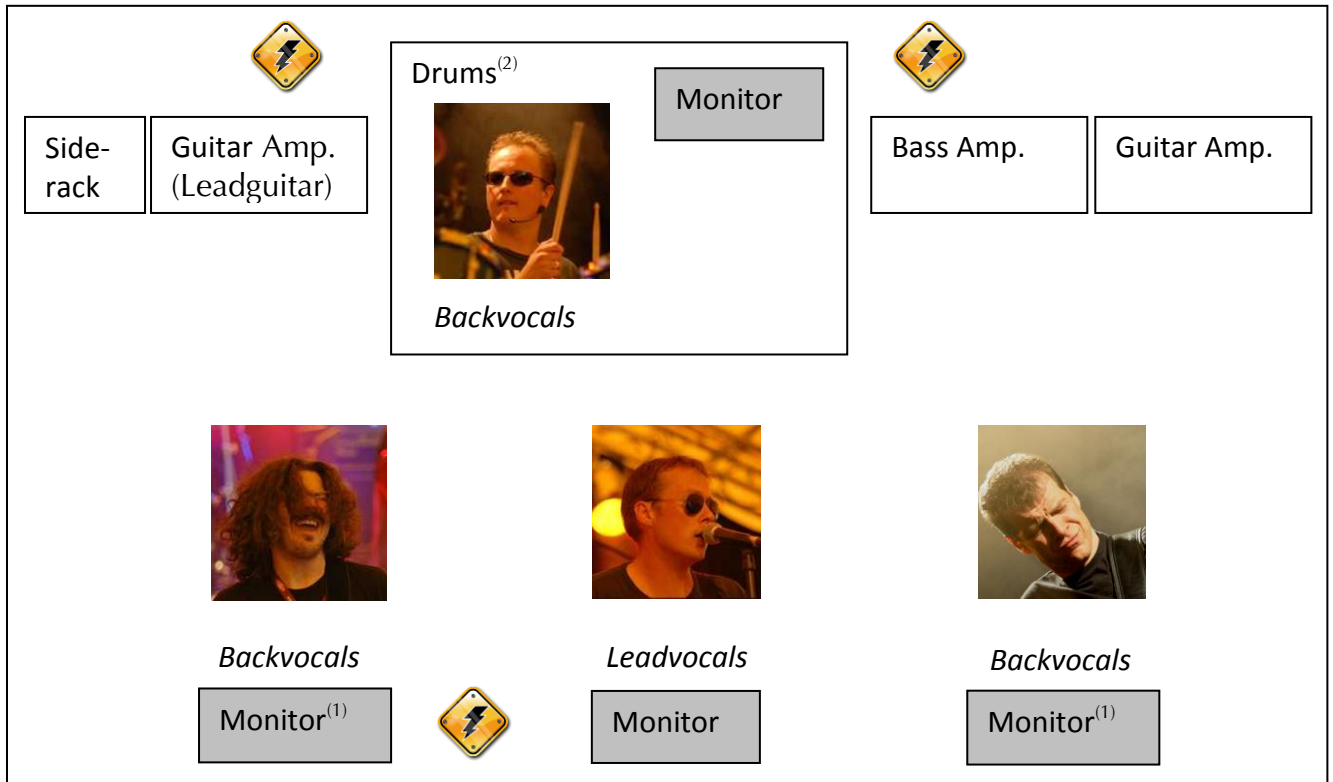 Drums(2)
Monitor
Side-
rack
Guitar Amp.
(Leadguitar)
Bass Amp.
Guitar Amp.
Backvocals
Backvocals
Leadvocals
Backvocals
Monitor(1)
Monitor
Monitor(1)